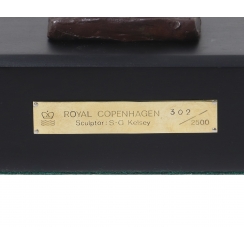 ROYAL COPENHAGEN 302 / 2500
Sculptor: S-G Kelsey